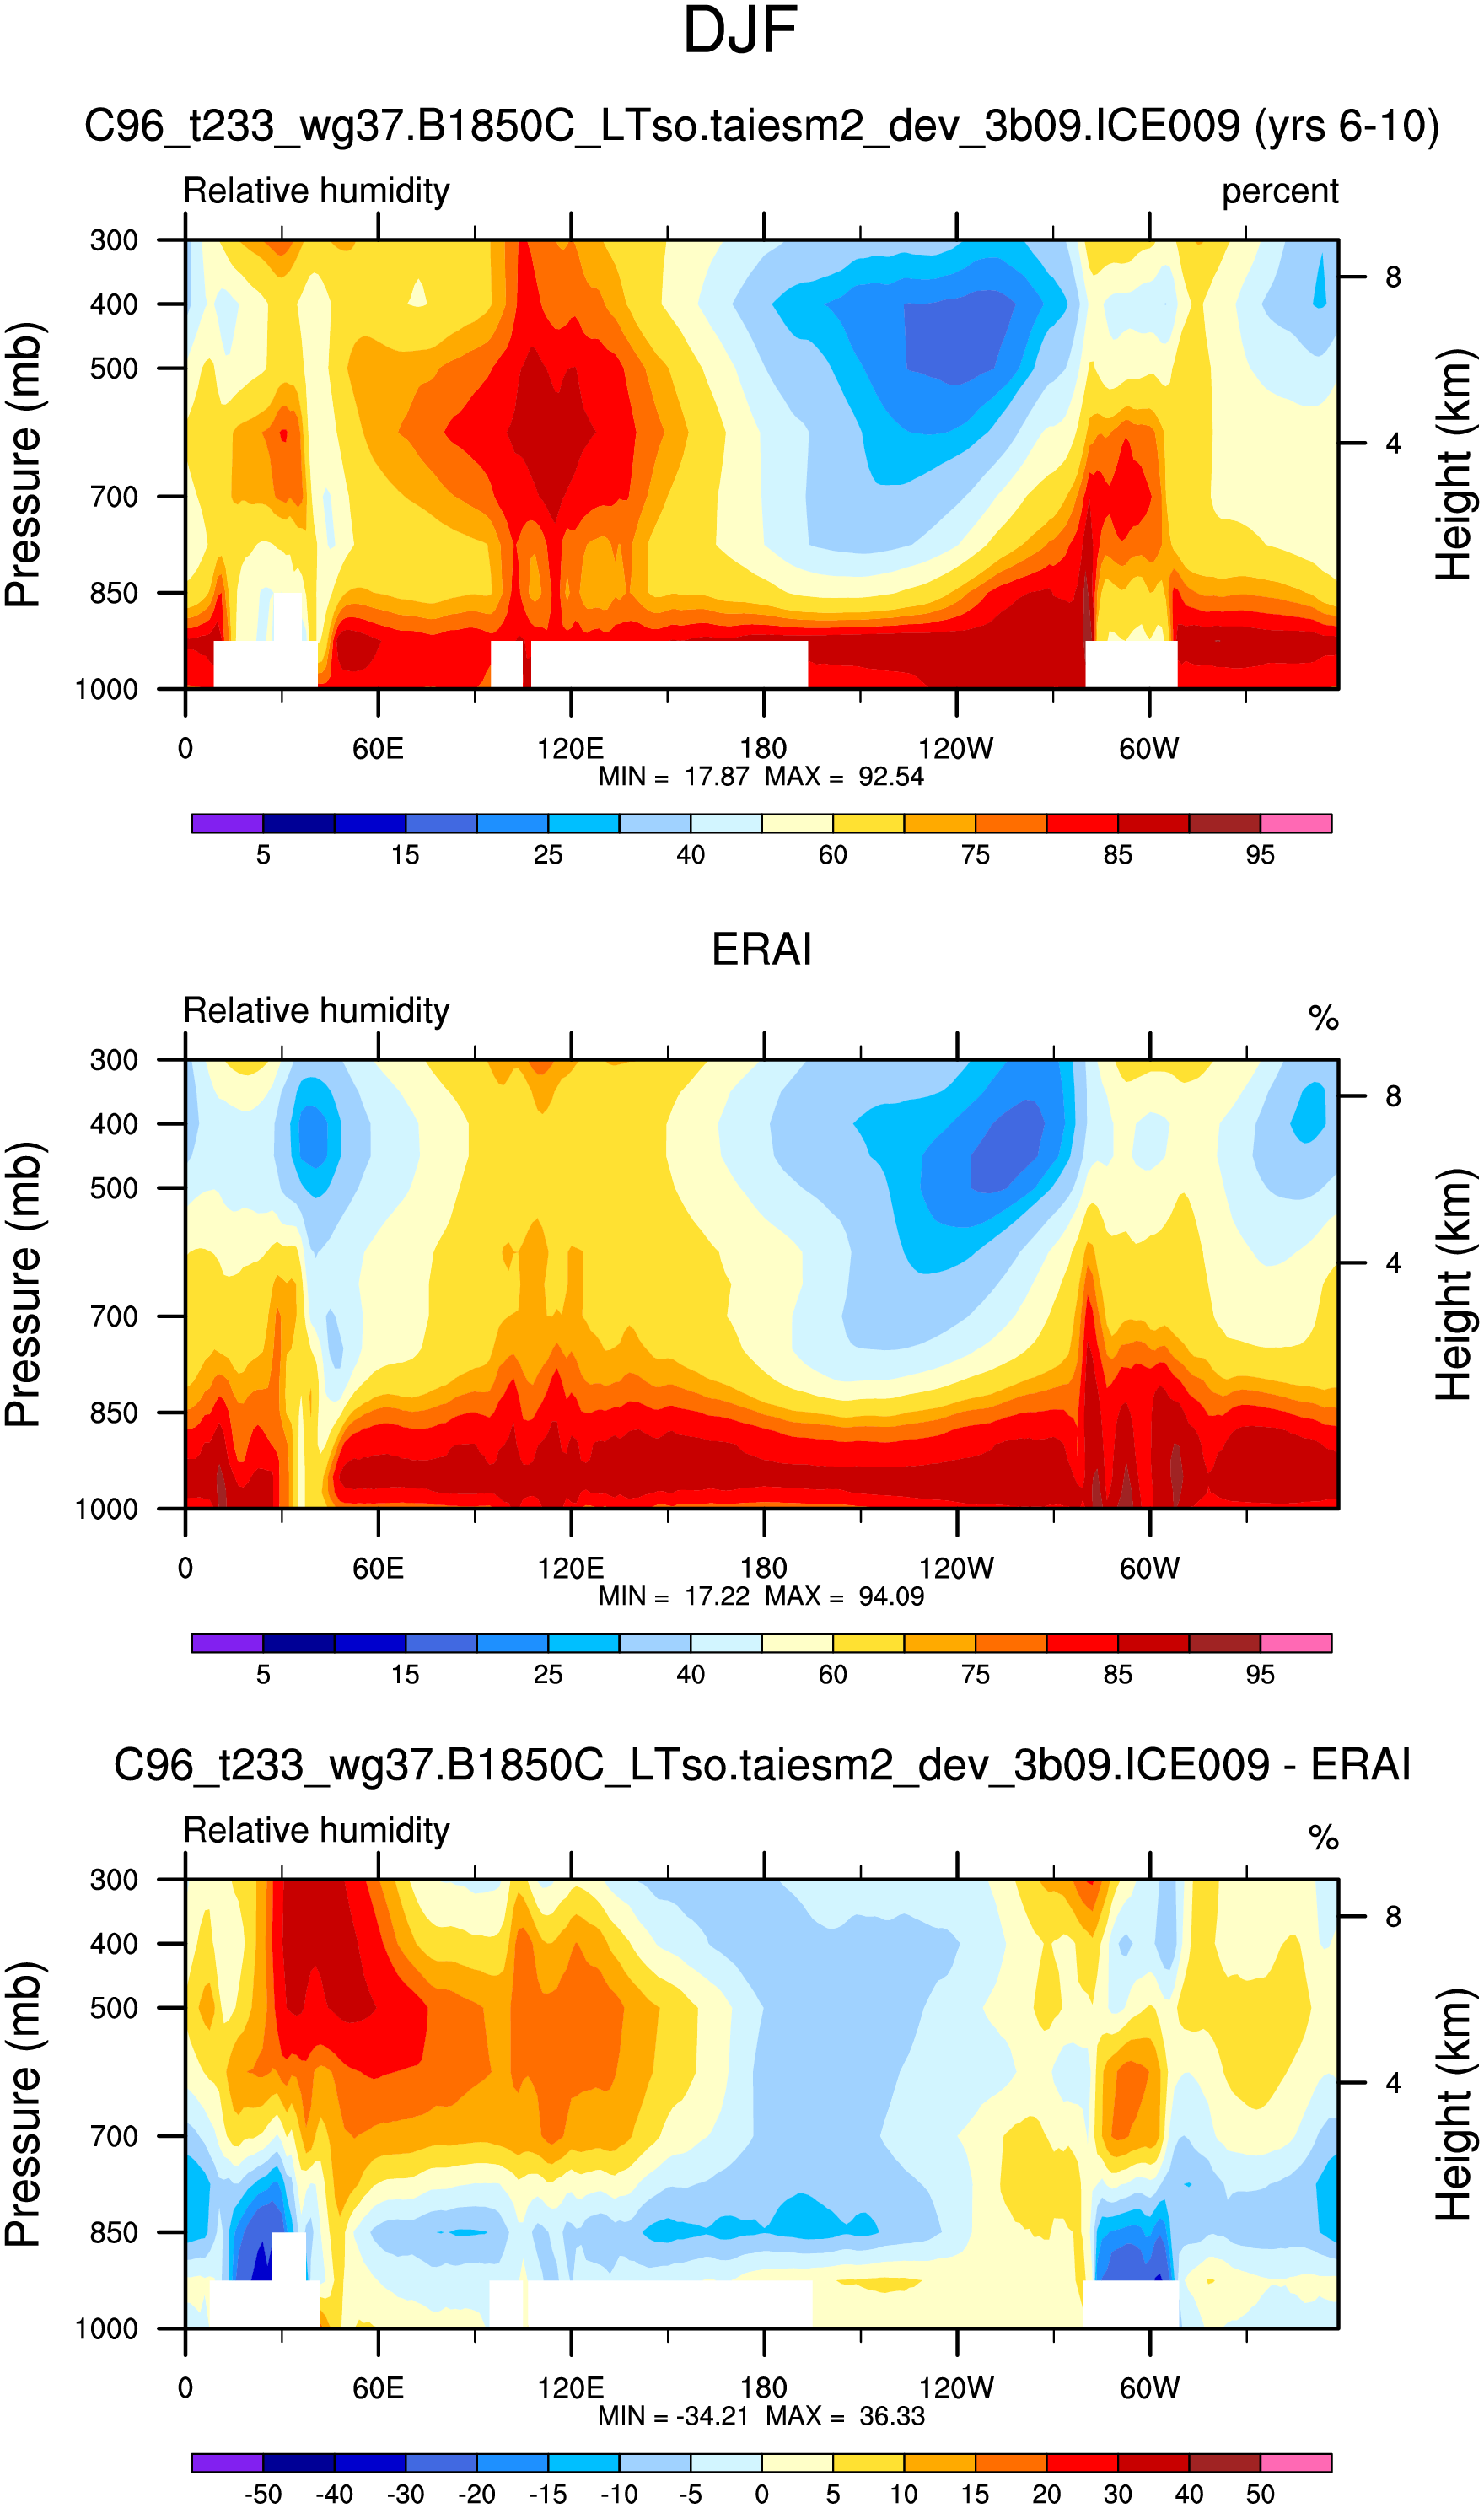 DJF
C96_t233_wg37.B1850C_LTso.taiesm2_dev_3b09.ICE009 (yrs 6-10)
Relative humidity percent
Pressure (mb)
300
400
500
700
850
1000
Height (km)
8
4
0 60E 120E 180 120W 60W
MIN = 17.87 MAX = 92.54
5 15 25 40 60 75 85 95
ERAI
Relative humidity %
Pressure (mb)
300
400
500
700
850
1000
Height (km)
8
4
0 60E 120E 180 120W 60W
MIN = 17.22 MAX = 94.09
5 15 25 40 60 75 85 95
C96_t233_wg37.B1850C_LTso.taiesm2_dev_3b09.ICE009 - ERAI
Relative humidity %
Pressure (mb)
300
400
500
700
850
1000
Height (km)
8
4
0 60E 120E 180 120W 60W
MIN = -34.21 MAX = 36.33
-50 -40 -30 -20 -15 -10 -5 0 5 10 15 20 30 40 50